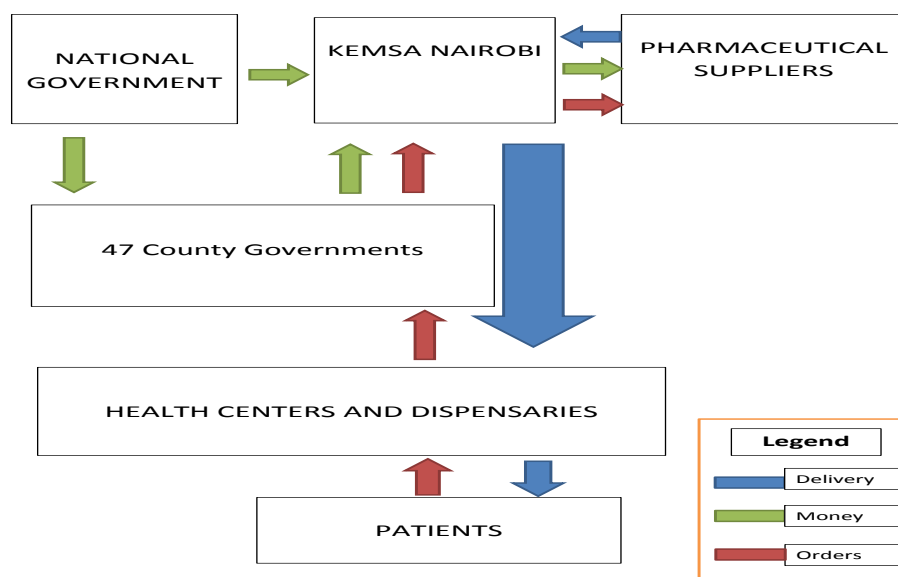 NATIONAL
GOVERNMENT
KEMSA NAIROBI
PHARMACEUTICAL
SUPPLIERS
47 County Governments
HEALTH CENTERS AND DISPENSARIES
PATIENTS
Legend
Delivery
Money
Orders